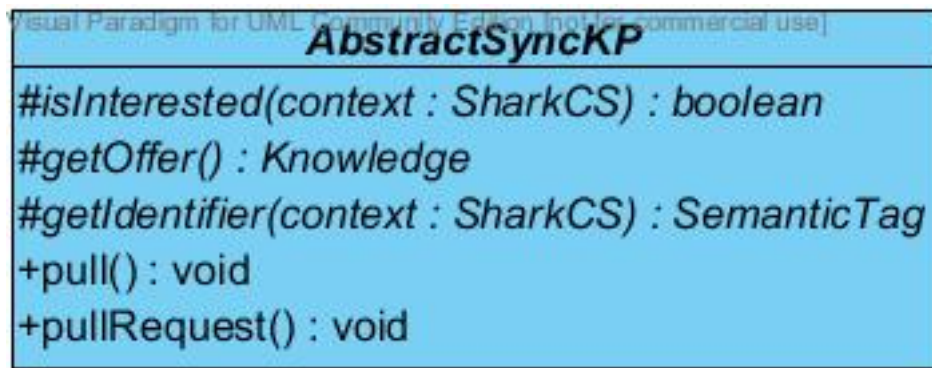 Visual Paradigm for UML Community Edition [not for commercial use]
AbstractSyncKP
#isInterested(context : SharkCS) : boolean
#getOffer() : Knowledge
#getIdentifier(context : SharkCS) : SemanticTag
+pull() : void
+pullRequest() : void